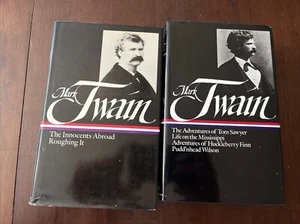 Mark
Twain
The Innocents Abroad
Roughing It
Mark
Twain
The Adventures of Tom Sawyer
Life on the Mississippi
Adventures of Huckleberry Finn
Pudd'nhead Wilson